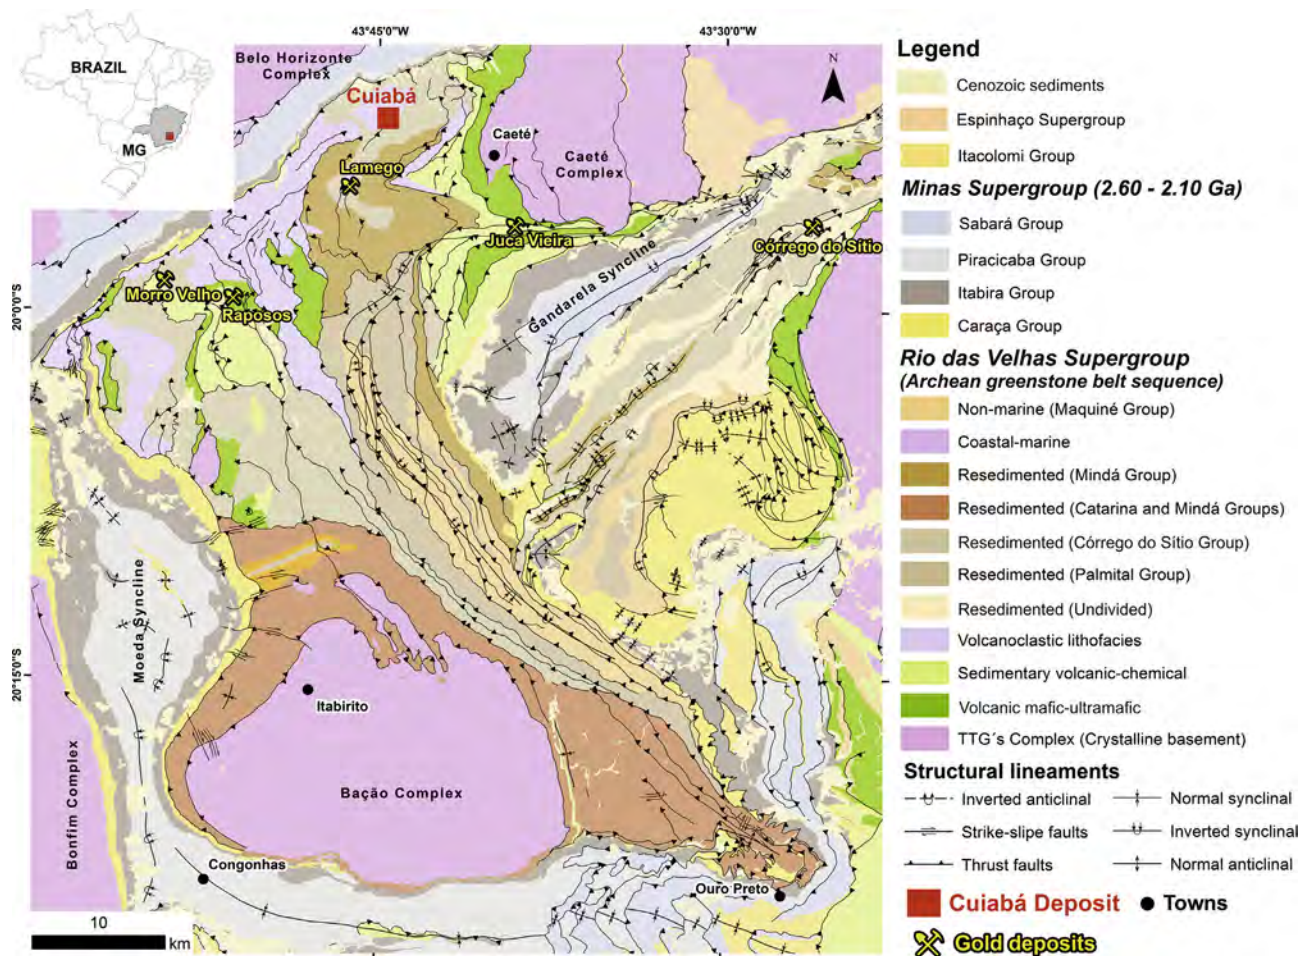 BRAZIL
MG
43°45'0"W
43°30'0"W
20°0'0"S
20°15'0"S
N
Belo Horizonte
Complex
Cuiabá
Caeté
Lamego
Caeté
Complex
Juca Vieira
Córrego do Sítio
Morro Velho
Raposos
Gandarela Syncline
Moeda Syncline
Itabirito
Bação Complex
Bonfim Complex
Congonhas
Ouro Preto
10
km
Legend
Cenozoic sediments
Espinhaço Supergroup
Itacolomi Group
Minas Supergroup (2.60 - 2.10 Ga)
Sabará Group
Piracicaba Group
Itabira Group
Caraça Group
Rio das Velhas Supergroup
(Archean greenstone belt sequence)
Non-marine (Maquiné Group)
Coastal-marine
Resedimented (Mindá Group)
Resedimented (Catarina and Mindá Groups)
Resedimented (Córrego do Sítio Group)
Resedimented (Palmital Group)
Resedimented (Undivided)
Volcanoclastic lithofacies
Sedimentary volcanic-chemical
Volcanic mafic-ultramafic
TTG´s Complex (Crystalline basement)
Structural lineaments
Inverted anticlinal
Normal synclinal
Strike-slipe faults
Inverted synclinal
Thrust faults
Normal anticlinal
Cuiabá Deposit
Towns
Gold deposits